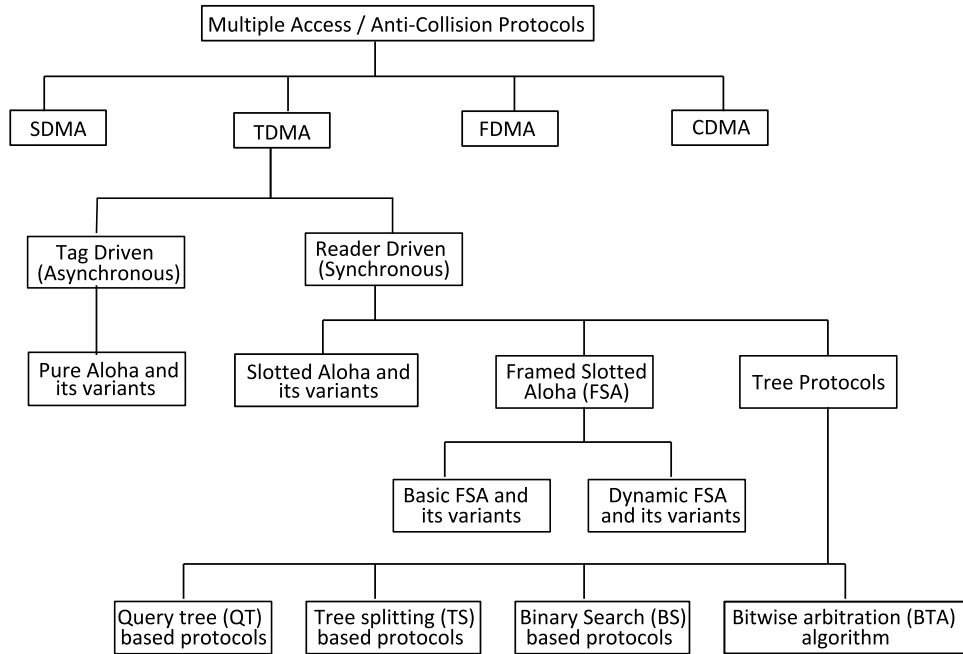 Multiple Access / Anti-Collision Protocols
SDMA
TDMA
FDMA
CDMA
Tag Driven
(Asynchronous)
Reader Driven
(Synchronous)
Pure Aloha and
its variants
Slotted Aloha and
its variants
Framed Slotted
Aloha (FSA)
Tree Protocols
Basic FSA and
its variants
Dynamic FSA
and its variants
Query tree (QT)
based protocols
Tree splitting (TS)
based protocols
Binary Search (BS)
based protocols
Bitwise arbitration (BTA)
algorithm